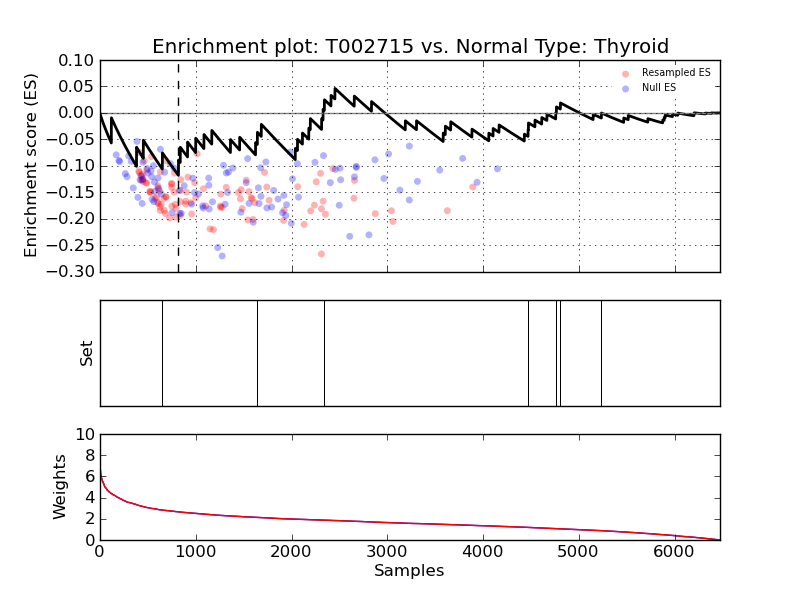 Enrichment plot: T002715 vs. Normal Type: Thyroid
Enrichment score (ES)
0.10
0.05
0.00
−0.05
−0.10
−0.15
−0.20
−0.25
−0.30
Resampled ES
Null ES
Set
Weights
10
8
6
4
2
0
0 1000 2000 3000 4000 5000 6000
Samples